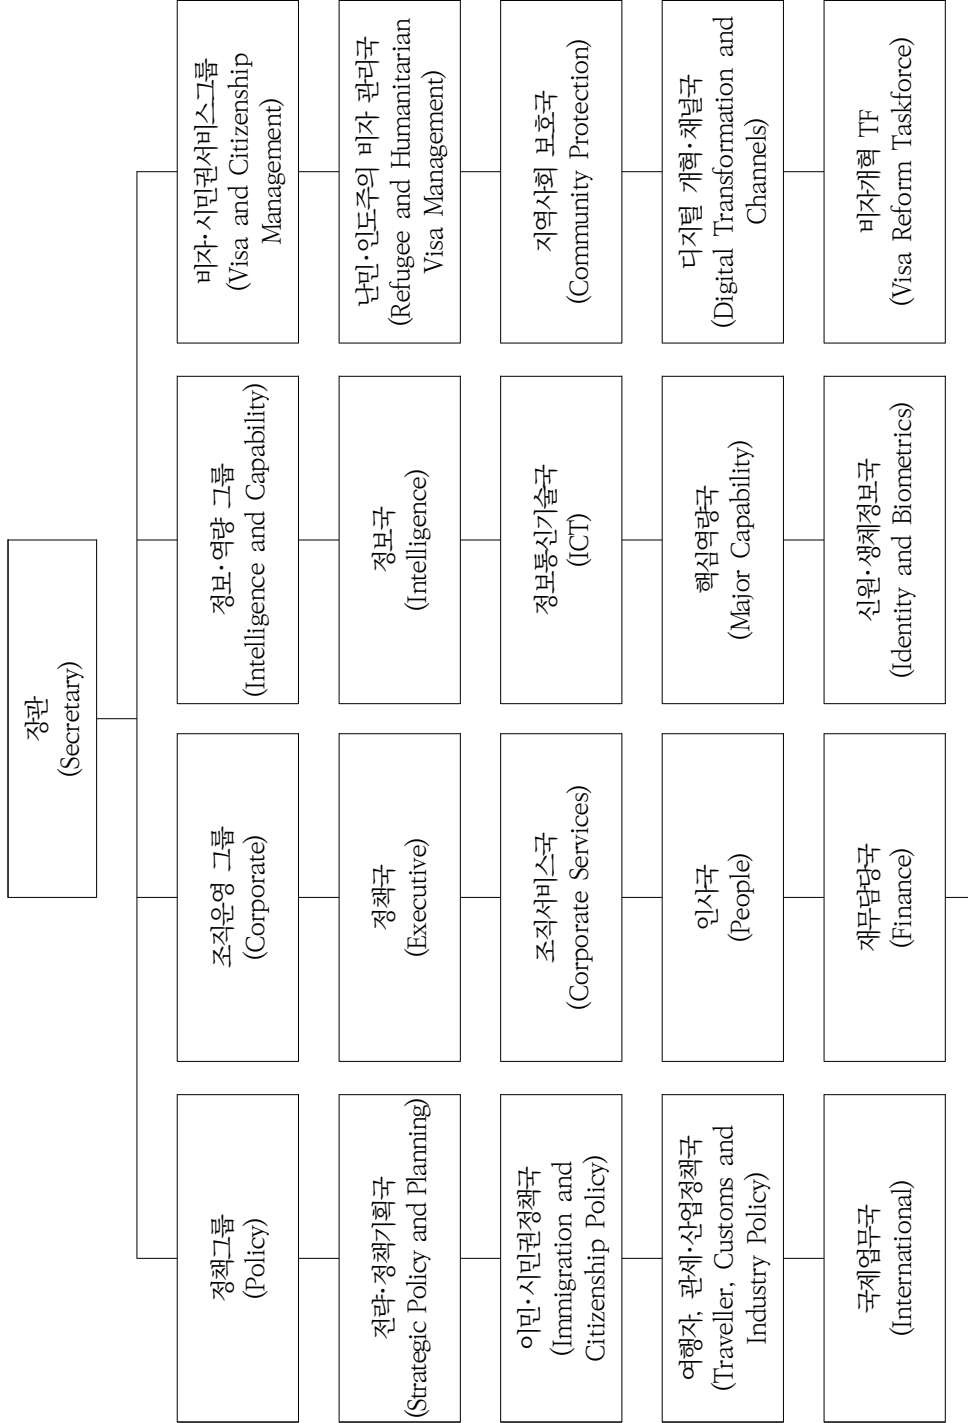 장관
(Secretary)
정책그룹
(Policy)
전략·정책기획국
(Strategic Policy and Planning)
이민·시민권정책국
(Immigration and
Citizenship Policy)
여행자, 관세·산업정책국
(Traveller, Customs and
Industry Policy)
국제업무국
(International)
조직운영 그룹
(Corporate)
정책국
(Executive)
조직서비스국
(Corporate Services)
인사국
(People)
재무담당국
(Finance)
정보·역량 그룹
(Intelligence and Capability)
정보국
(Intelligence)
정보통신기술국
(ICT)
핵심역량국
(Major Capability)
신원·생체정보국
(Identity and Biometrics)
비자·시민권서비스그룹
(Visa and Citizenship
Management)
난민·인도주의 비자 관리국
(Refugee and Humanitarian
Visa Management)
지역사회 보호국
(Community Protection)
디지털 개혁·채널국
(Digital Transformation and
Channels)
비자개혁 TF
(Visa Reform Taskforce)